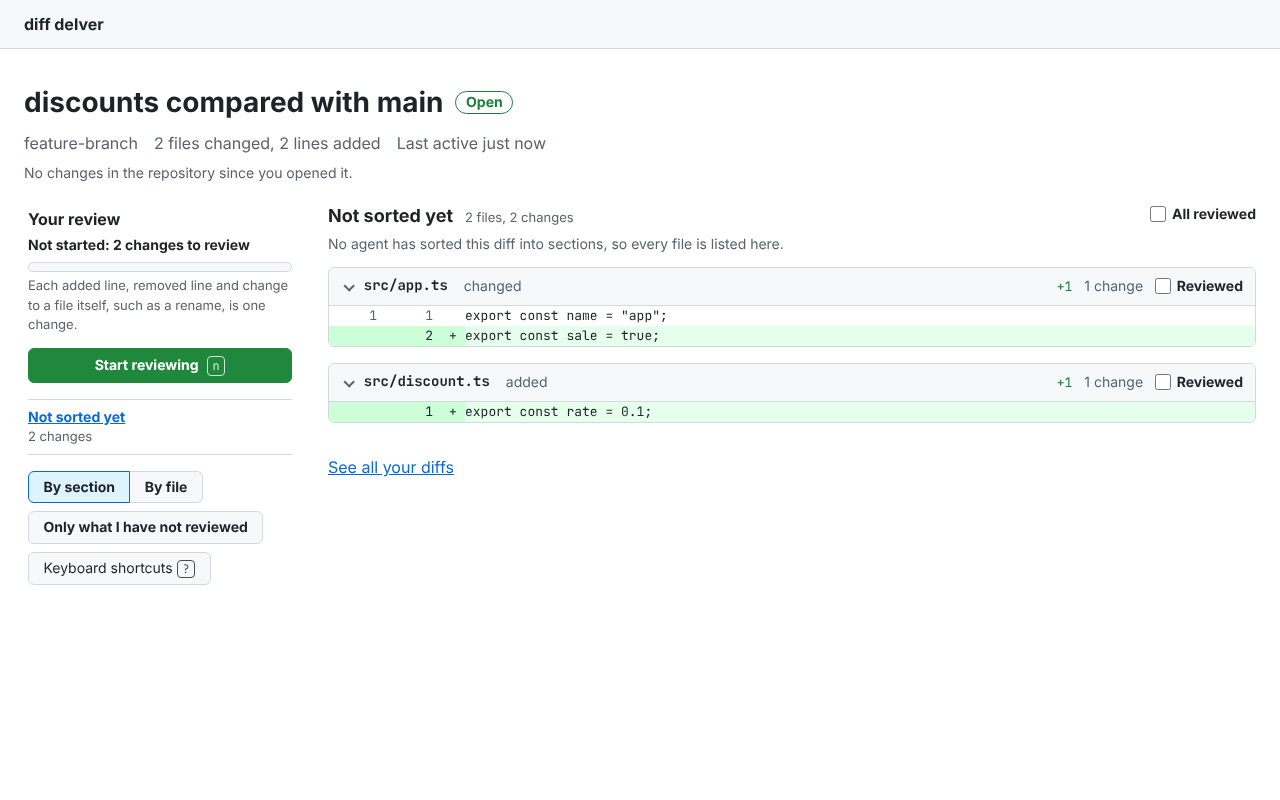 diff delver
discounts compared with main Open
feature-branch 2 files changed, 2 lines added Last active just now
No changes in the repository since you opened it.
Your review
Not started: 2 changes to review
Each added line, removed line and change
to a file itself, such as a rename, is one
change.
Start reviewing n
Not sorted yet
2 changes
By section By file
Only what I have not reviewed
Keyboard shortcuts ?
Not sorted yet 2 files, 2 changes All reviewed
No agent has sorted this diff into sections, so every file is listed here.
src/app.ts changed +1 1 change Reviewed
1 1 export const name = "app";
2 + export const sale = true;
src/discount.ts added +1 1 change Reviewed
1 + export const rate = 0.1;
See all your diffs